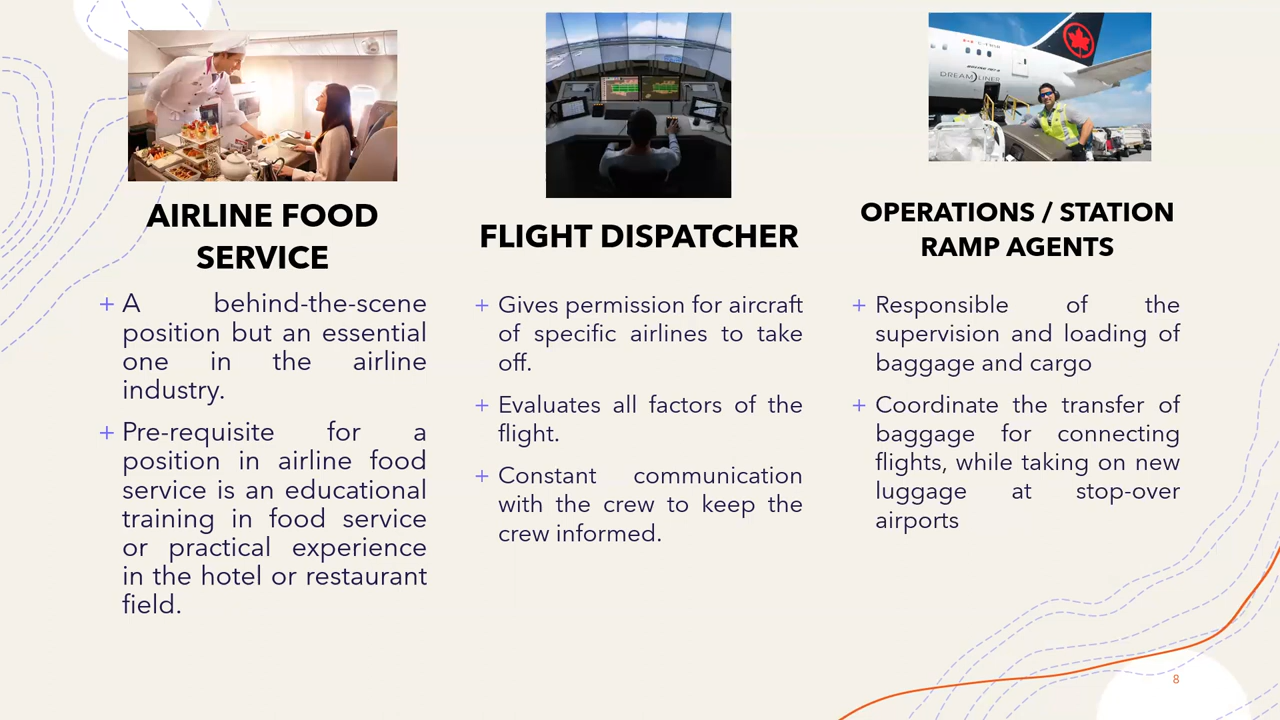 AIRLINE FOOD
SERVICE
+ A behind-the-scene
position but an essential
one in the airline
industry.
+ Pre-requisite for a
position in airline food
service is an educational
training in food service
or practical experience
in the hotel or restaurant
field.
FLIGHT DISPATCHER
+ Gives permission for aircraft
of specific airlines to take
off.
+ Evaluates all factors of the
flight.
+ Constant communication
with the crew to keep the
crew informed.
DREAMLINER
OPERATIONS / STATION
RAMP AGENTS
+ Responsible of the
supervision and loading of
baggage and cargo
+ Coordinate the transfer of
baggage for connecting
flights, while taking on new
luggage at stop-over
airports
8